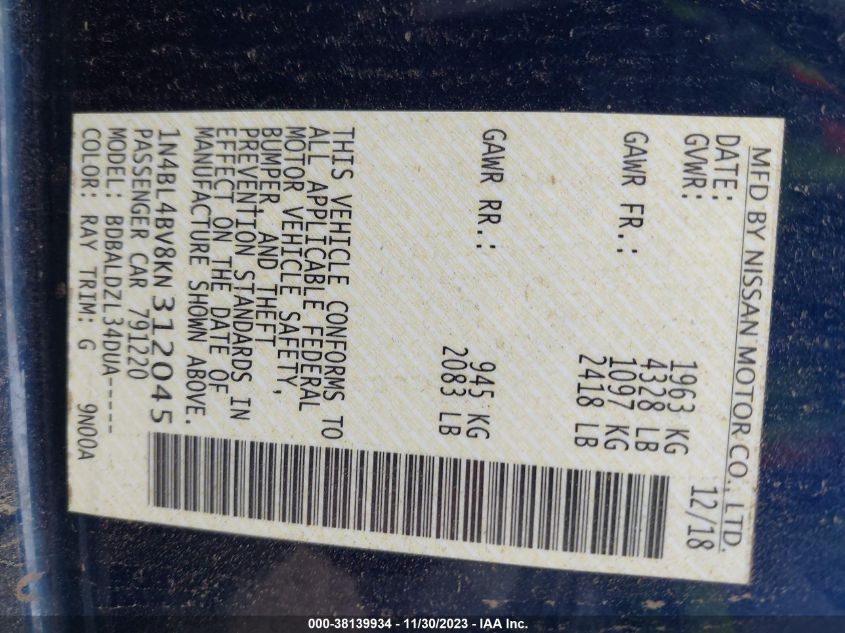 MFD BY NISSAN MOTOR CO., LTD.
DATE: 12/18
GVWR: 1963 KG
4328 LB
GAWR FR.: 1097 KG
2418 LB
GAWR RR.: 945 KG
2083 LB
THIS VEHICLE CONFORMS TO
ALL APPLICABLE FEDERAL
MOTOR VEHICLE SAFETY,
BUMPER, AND THEFT
PREVENTION STANDARDS IN
EFFECT ON THE DATE OF
MANUFACTURE SHOWN ABOVE.
1N4BL4BV8KN312045
PASSENGER CAR 791220
MODEL: BDBALDZL34DUA-----
COLOR: RAY TRIM: G 9N00A
000-38139934 - 11/30/2023 - IAA Inc.